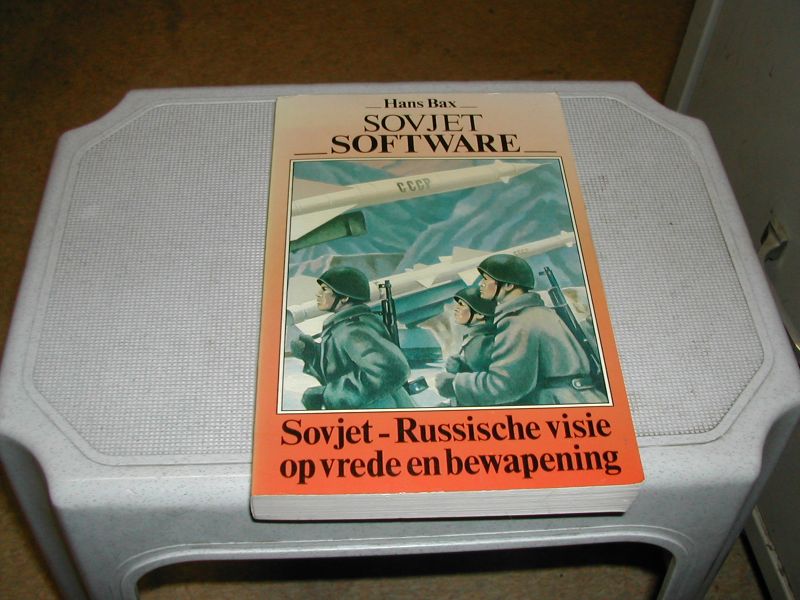 Hans Bax
SOVJET
SOFTWARE
CCCP
Sovjet-Russische visie
op vrede en bewapening